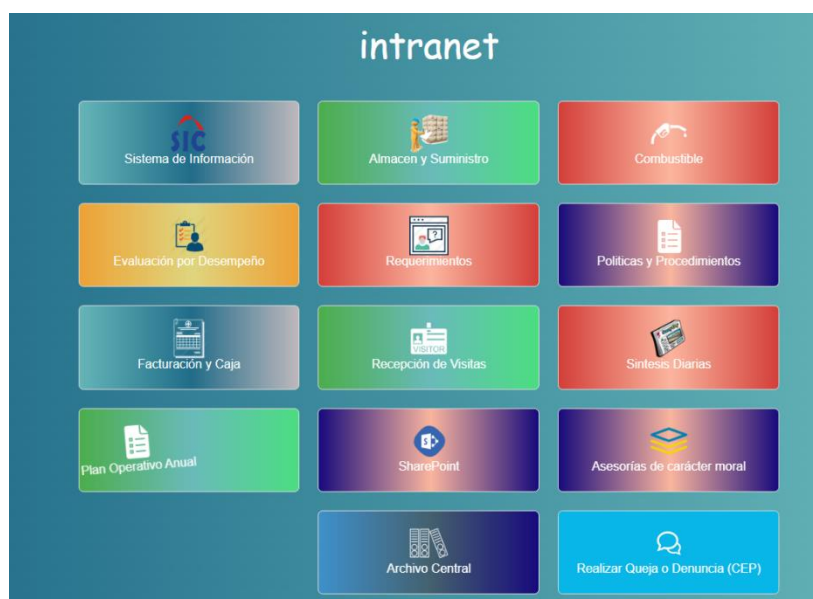 intranet
SIC
Sistema de Información
Almacen y Suministro
Combustible
Evaluación por Desempeño
Requerimientos
Politicas y Procedimientos
VISITOR
Facturación y Caja
Recepción de Visitas
Sintesis Diarias
Plan Operativo Anual
S
SharePoint
Asesorías de carácter moral
Archivo Central
Realizar Queja o Denuncia (CEP)